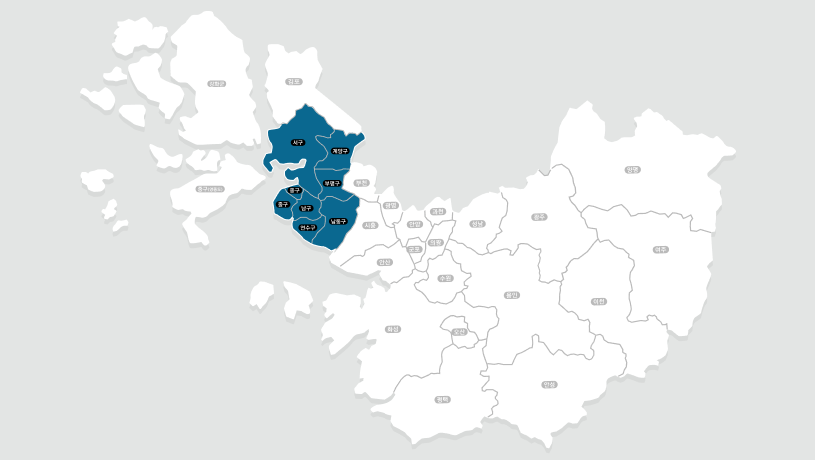 강화군
김포
서구
계양구
부평구
부천
중구(영종도)
동구
중구
남구
남동구
연수구
시흥
광명
안양
과천
군포
의왕
안산
성남
광주
양평
여주
수원
용인
이천
화성
오산
평택
안성